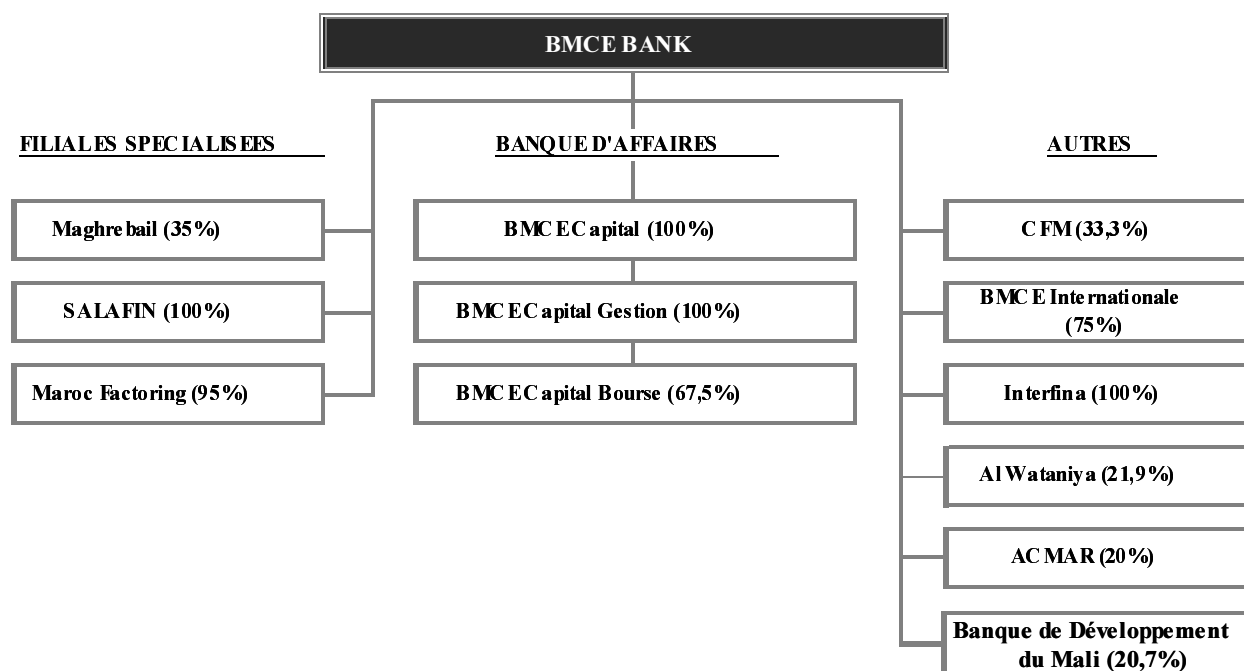 BMCE BANK
FILIALES SPECIALISEES
Maghrebail (35%)
SALAFIN (100%)
Maroc Factoring (95%)
BANQUE D'AFFAIRES
BMCE Capital (100%)
BMCE Capital Gestion (100%)
BMCE Capital Bourse (67,5%)
AUTRES
CFM (33,3%)
BMCE Internationale
(75%)
Interfina (100%)
Al Wataniya (21,9%)
ACMAR (20%)
Banque de Développement
du Mali (20,7%)